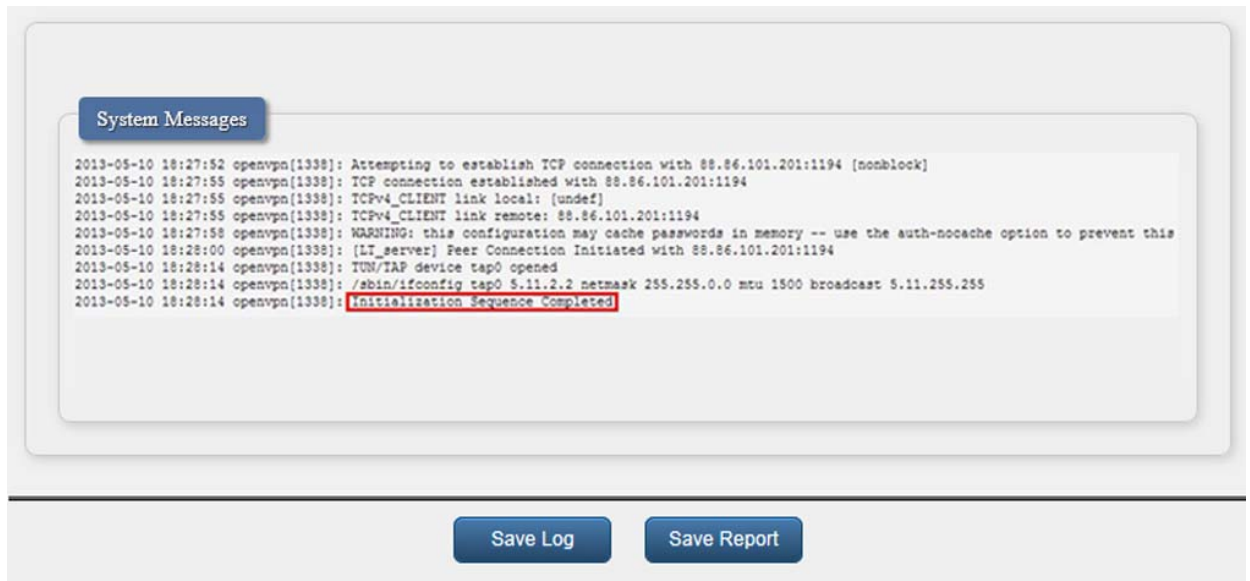 System Messages
2013-05-10 18:27:52 openvpn[1338]: Attempting to establish TCP connection with 88.86.101.201:1194 [nonblock]
2013-05-10 18:27:55 openvpn[1338]: TCP connection established with 88.86.101.201:1194
2013-05-10 18:27:55 openvpn[1338]: TCPv4_CLIENT link local: [undef]
2013-05-10 18:27:55 openvpn[1338]: TCPv4_CLIENT link remote: 88.86.101.201:1194
2013-05-10 18:27:58 openvpn[1338]: WARNING: this configuration may cache passwords in memory -- use the auth-nocache option to prevent this
2013-05-10 18:28:00 openvpn[1338]: [LT_server] Peer Connection Initiated with 88.86.101.201:1194
2013-05-10 18:28:14 openvpn[1338]: TUN/TAP device tap0 opened
2013-05-10 18:28:14 openvpn[1338]: /sbin/ifconfig tap0 5.11.2.2 netmask 255.255.0.0 mtu 1500 broadcast 5.11.255.255
2013-05-10 18:28:14 openvpn[1338]: Initialization Sequence Completed
Save Log
Save Report